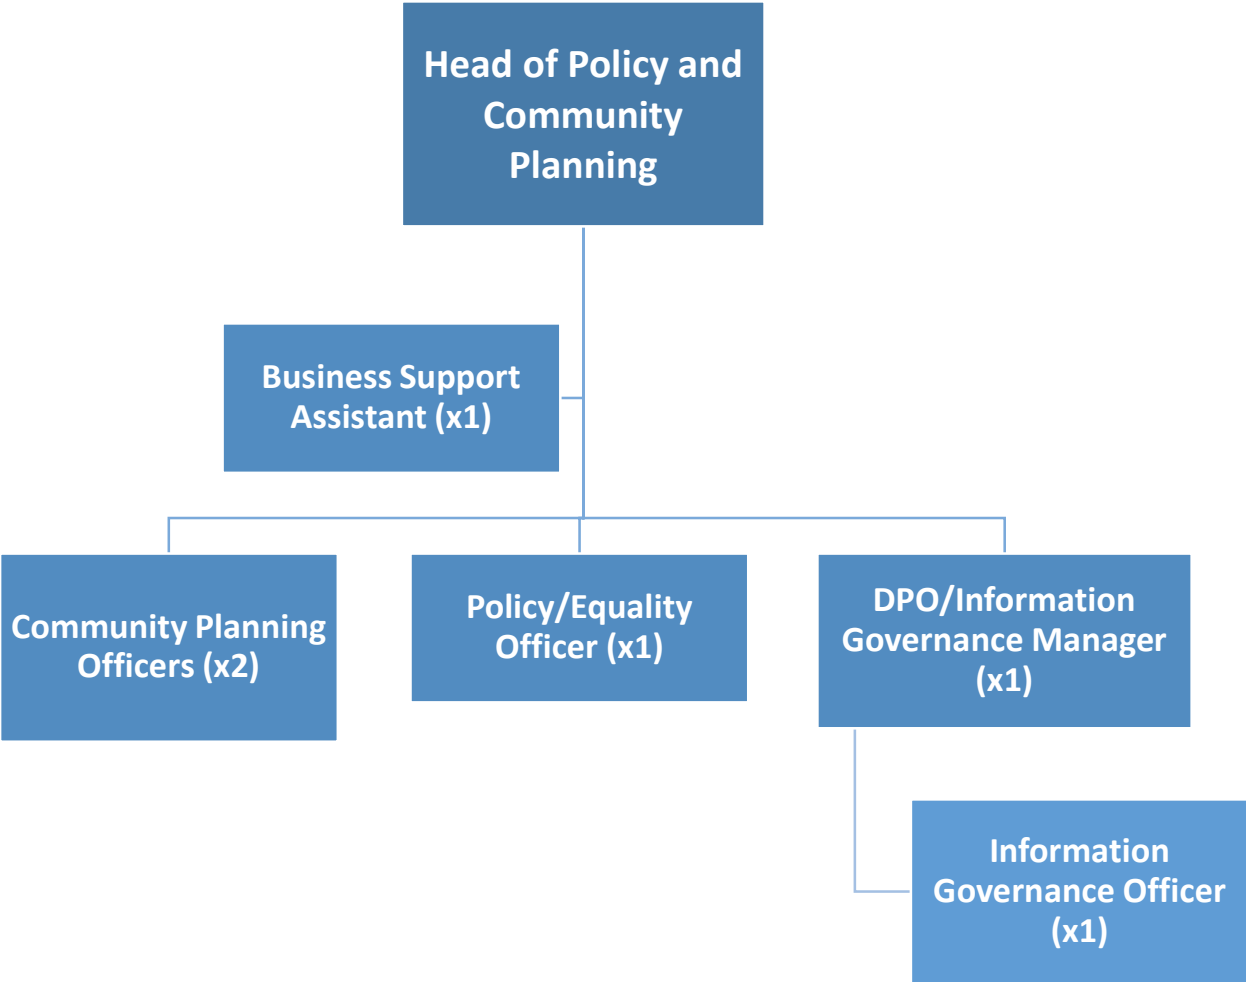 Head of Policy and
Community
Planning
Business Support
Assistant (x1)
Community Planning
Officers (x2)
Policy/Equality
Officer (x1)
DPO/Information
Governance Manager
(x1)
Information
Governance Officer
(x1)